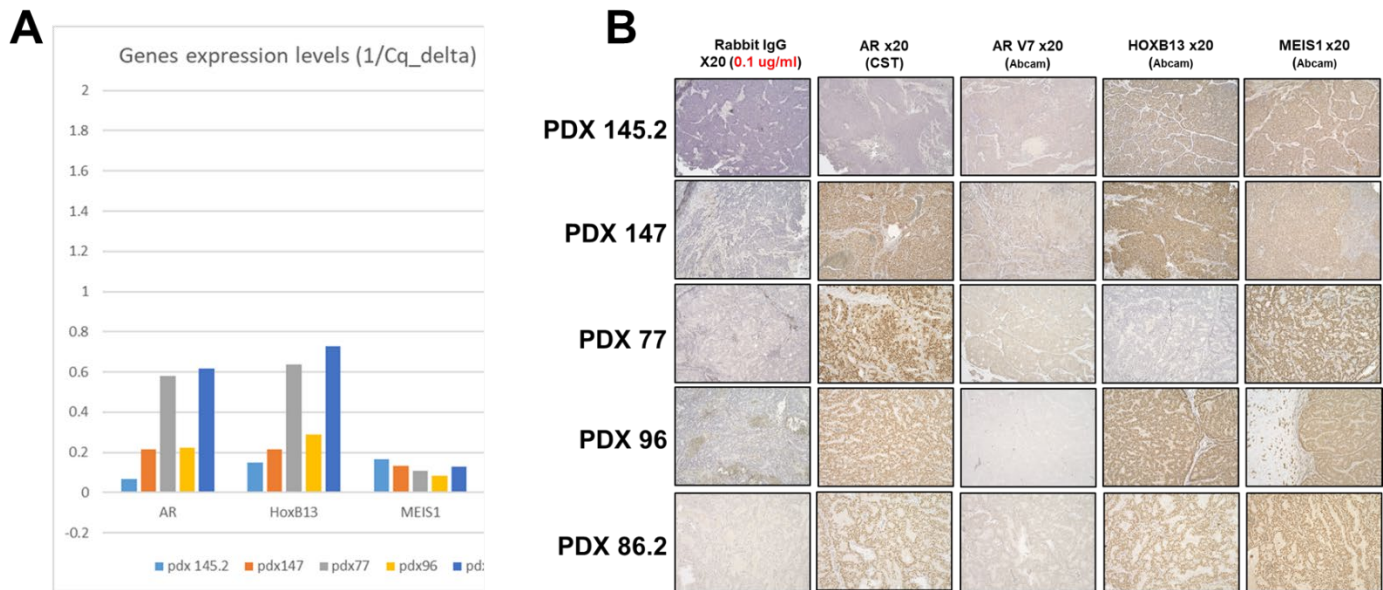 A
Genes expression levels (1/Cq_delta)
2
1.8
1.6
1.4
1.2
1
0.8
0.6
0.4
0.2
0
-0.2
AR HoxB13 MEIS1
pdx 145.2 pdx147 pdx77 pdx96 pd
B
Rabbit IgG
X20 (0.1 ug/ml)
AR x20
(CST)
AR V7 x20
(Abcam)
HOXB13 x20
(Abcam)
MEIS1 x20
(Abcam)
PDX 145.2
PDX 147
PDX 77
PDX 96
PDX 86.2